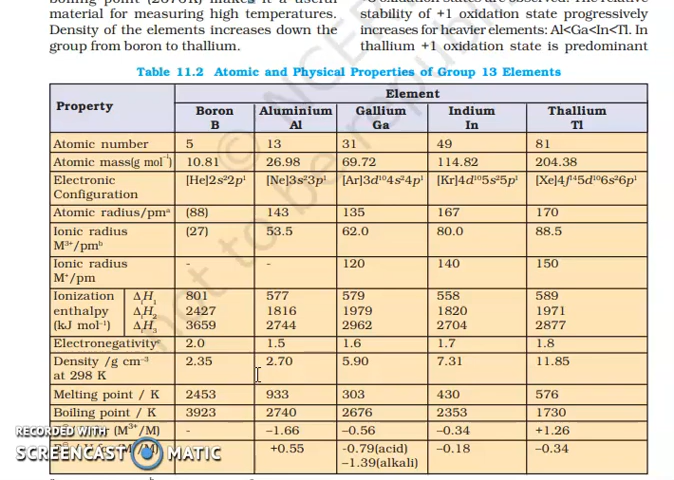 material for measuring high temperatures.
Density of the elements increases down the
group from boron to thallium.
stability of +1 oxidation state progressively
increases for heavier elements: Al<Ga<In<Tl. In
thallium +1 oxidation state is predominant
Table 11.2 Atomic and Physical Properties of Group 13 Elements
Property Element
Boron Aluminium Gallium Indium Thallium
B Al Ga In Tl
Atomic number 5 13 31 49 81
Atomic mass(g mol⁻¹) 10.81 26.98 69.72 114.82 204.38
Electronic [He]2s²2p¹ [Ne]3s²3p¹ [Ar]3d¹⁰4s²4p¹ [Kr]4d¹⁰5s²5p¹ [Xe]4f¹⁴5d¹⁰6s²6p¹
Configuration
Atomic radius/pmᵃ (88) 143 135 167 170
Ionic radius (27) 53.5 62.0 80.0 88.5
M³⁺/pmᵇ
Ionic radius - - 120 140 150
M⁺/pm
Ionization ΔᵢH₁ 801 577 579 558 589
enthalpy ΔᵢH₂ 2427 1816 1979 1820 1971
(kJ mol⁻¹) ΔᵢH₃ 3659 2744 2962 2704 2877
Electronegativityᶜ 2.0 1.5 1.6 1.7 1.8
Density /g cm⁻³ 2.35 2.70 5.90 7.31 11.85
at 298 K
Melting point / K 2453 933 303 430 576
Boiling point / K 3923 2740 2676 2353 1730
(M³⁺/M) - –1.66 –0.56 –0.34 +1.26
+0.55 -0.79(acid) –0.18 –0.34
–1.39(alkali)
RECORDED WITH
SCREENCAST MATIC
not to be republished